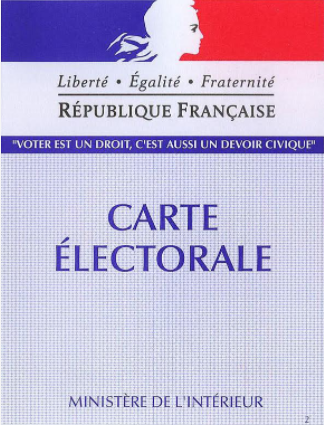 Liberté • Égalité • Fraternité
RÉPUBLIQUE FRANÇAISE
"VOTER EST UN DROIT, C'EST AUSSI UN DEVOIR CIVIQUE"
CARTE
ÉLECTORALE
MINISTÈRE DE L'INTÉRIEUR
2